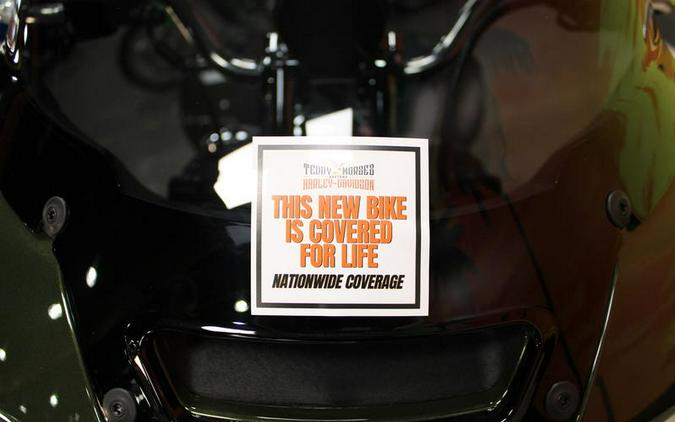 TEDDY MORSE'S
HARLEY-DAVIDSON
THIS NEW BIKE
IS COVERED
FOR LIFE
NATIONWIDE COVERAGE